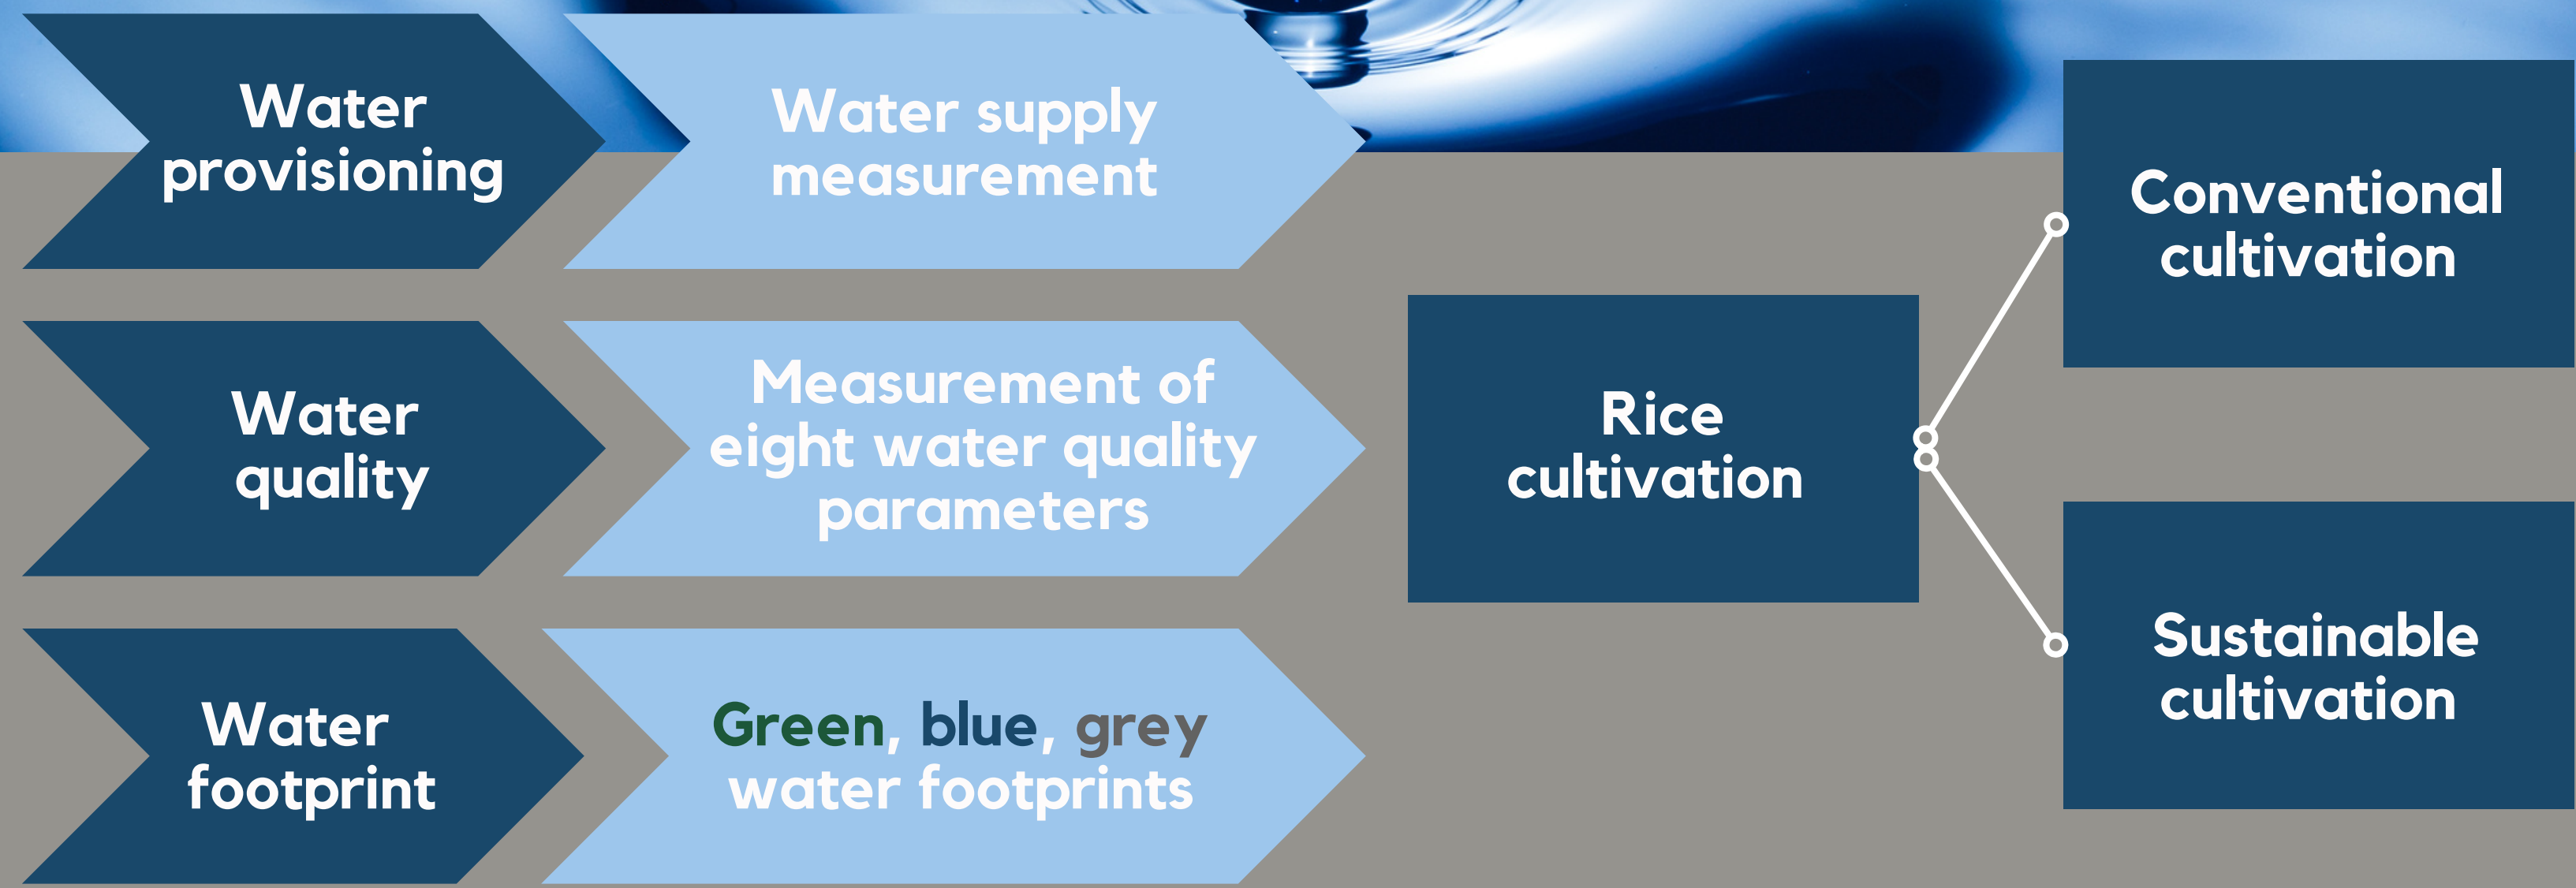 Water
provisioning
Water supply
measurement
Water
quality
Measurement of
eight water quality
parameters
Water
footprint
Green, blue, grey
water footprints
Rice
cultivation
Conventional
cultivation
Sustainable
cultivation